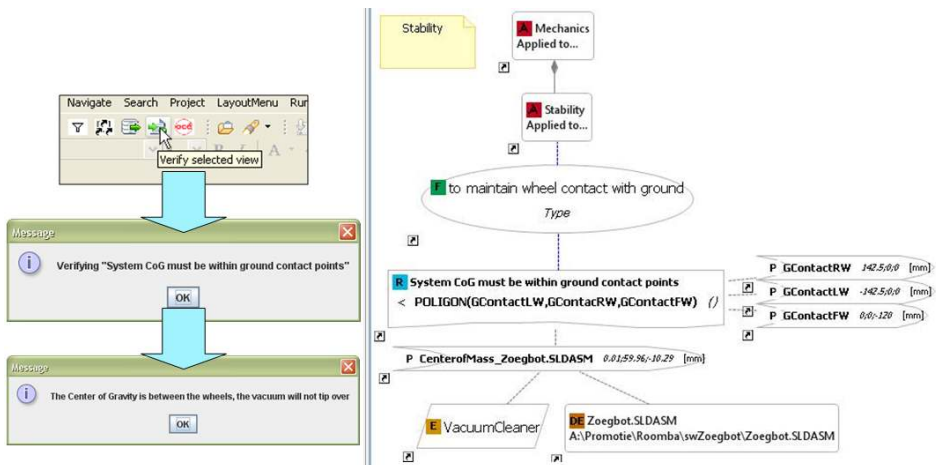 Navigate Search Project LayoutMenu Run
ocd
Verify selected view
Message
Verifying "System CoG must be within ground contact points"
OK
Message
The Center of Gravity is between the wheels, the vacuum will not tip over
OK
Stability
A Mechanics
Applied to...
A Stability
Applied to...
F to maintain wheel contact with ground
Type
R System CoG must be within ground contact points
< POLIGON(GContactLW,GContacRW,GContactFW) ()
P GContactRW 142.5;0;0 [mm]
P GContactLW -142.5;0;0 [mm]
P GContactFW 0;0;-120 [mm]
P CenterofMass_Zoegbot.SLDASM 0.01;59.96;-10.29 [mm]
E VacuumCleaner
DE Zoegbot.SLDASM
A:\Promotie\Roomba\swZoegbot\Zoegbot.SLDASM